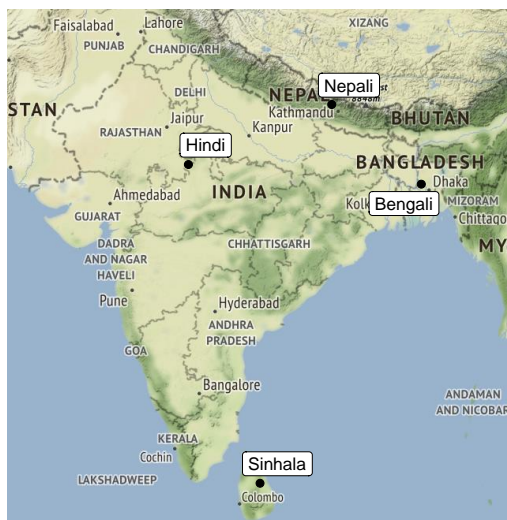 Faisalabad
Lahore
XIZANG
PUNJAB
CHANDIGARH
STAN
DELHI
Nepali
NEPAL
8848m
Kathmandu
BHUTAN
Jaipur
RAJASTHAN
Kanpur
Hindi
BANGLADESH
INDIA
Dhaka
Ahmedabad
Kolk
Bengali
MIZORAM
GUJARAT
Chittago
DADRA
AND NAGAR
HAVELI
CHHATTISGARH
MY
Pune
Hyderabad
ANDHRA
PRADESH
GOA
Bangalore
ANDAMAN
AND NICOBAR
KERALA
Cochin
LAKSHADWEEP
Sinhala
Colombo